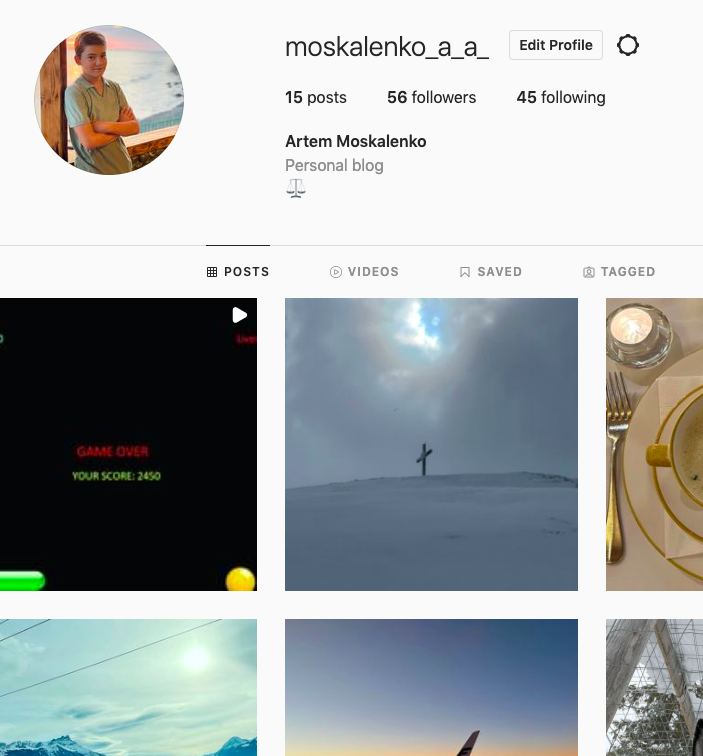 moskalenko_a_a_ Edit Profile
15 posts 56 followers 45 following
Artem Moskalenko
Personal blog
POSTS VIDEOS SAVED TAGGED
GAME OVER
YOUR SCORE: 2450